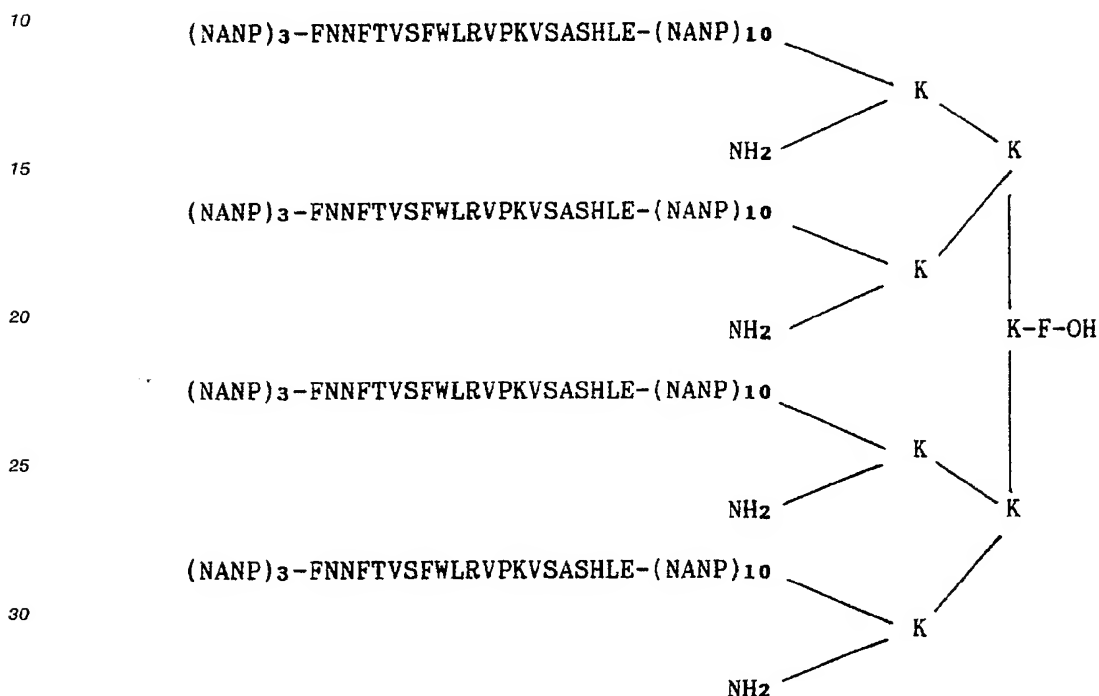 10
(NANP)3-FNNFTVSFWLRVPKVSASHLE-(NANP)10
K
NH2
K
15
(NANP)3-FNNFTVSFWLRVPKVSASHLE-(NANP)10
K
20
NH2
K-F-OH
(NANP)3-FNNFTVSFWLRVPKVSASHLE-(NANP)10
K
25
NH2
K
(NANP)3-FNNFTVSFWLRVPKVSASHLE-(NANP)10
30
K
NH2